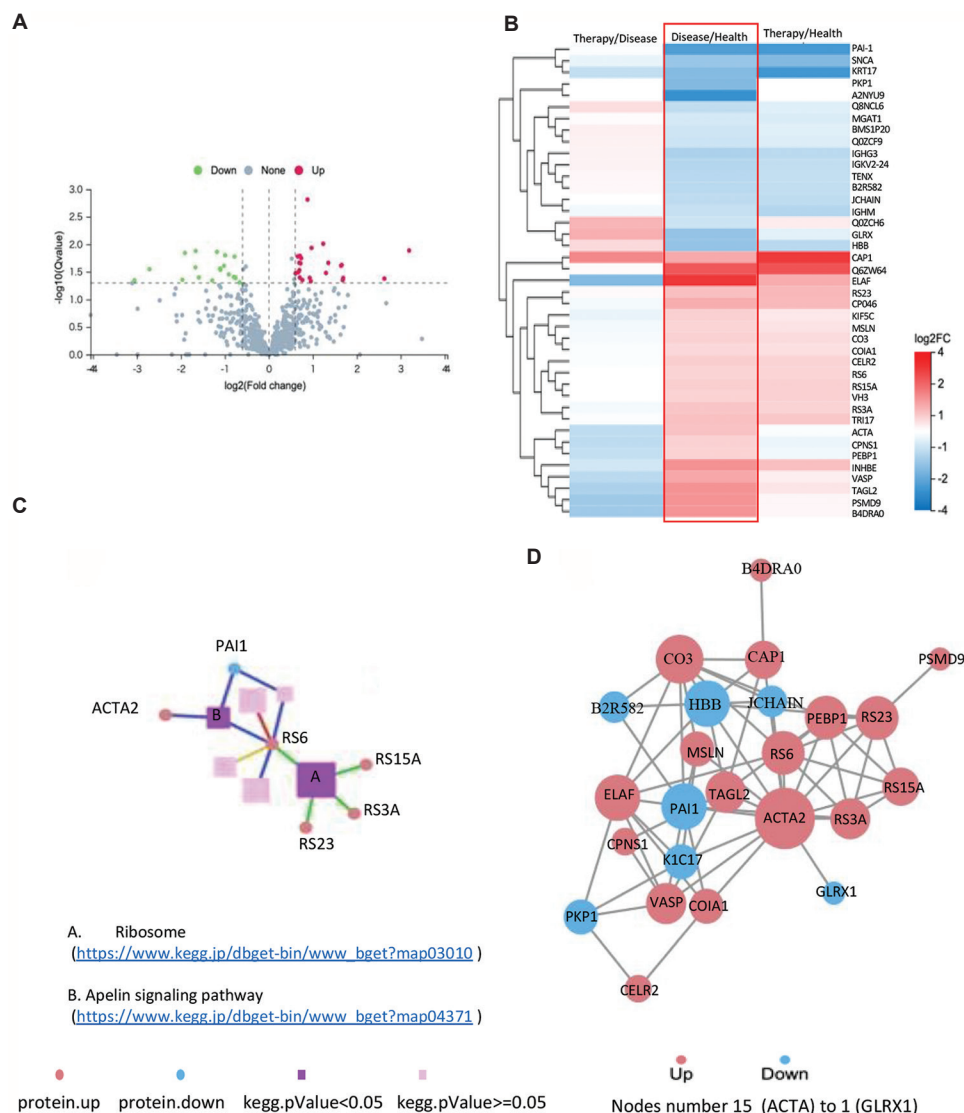 A
Down None Up
3.0
2.5
2.0
1.5
1.0
0.5
0.0
-log10(Qvalue)
-4 -3 -2 -1 0 1 2 3 4
log2(Fold change)
B
Therapy/Disease Disease/Health Therapy/Health
PAI-1
SNCA
KRT17
PKP1
A2NYU9
Q8NCL6
MGAT1
BMS1P20
Q0ZCF9
IGHG3
IGKV2-24
TENX
B2R582
JCHAIN
IGHM
Q0ZCH6
GLRX
HBB
CAP1
Q6ZW64
ELAF
RS23
CP046
KIF5C
MSLN
CO3
COIA1
CELR2
RS6
RS15A
VH3
RS3A
TRI17
ACTA
CPNS1
PEBP1
INHBE
VASP
TAGL2
PSMD9
B4DRA0
log2FC
4
2
1
-1
-2
-4
C
PAI1
ACTA2
B
RS6
A
RS15A
RS3A
RS23
A. Ribosome
(https://www.kegg.jp/dbget-bin/www_bget?map03010 )
B. Apelin signaling pathway
(https://www.kegg.jp/dbget-bin/www_bget?map04371 )
protein.up protein.down kegg.pValue<0.05 kegg.pValue>=0.05
D
B4DRA0
CO3
CAP1
PSMD9
B2R582
HBB
JCHAIN
PEBP1
RS23
MSLN
RS6
ELAF
PAI1
TAGL2
ACTA2
RS15A
RS3A
CPNS1
K1C17
GLRX1
PKP1
VASP
COIA1
CELR2
Up Down
Nodes number 15 (ACTA) to 1 (GLRX1)